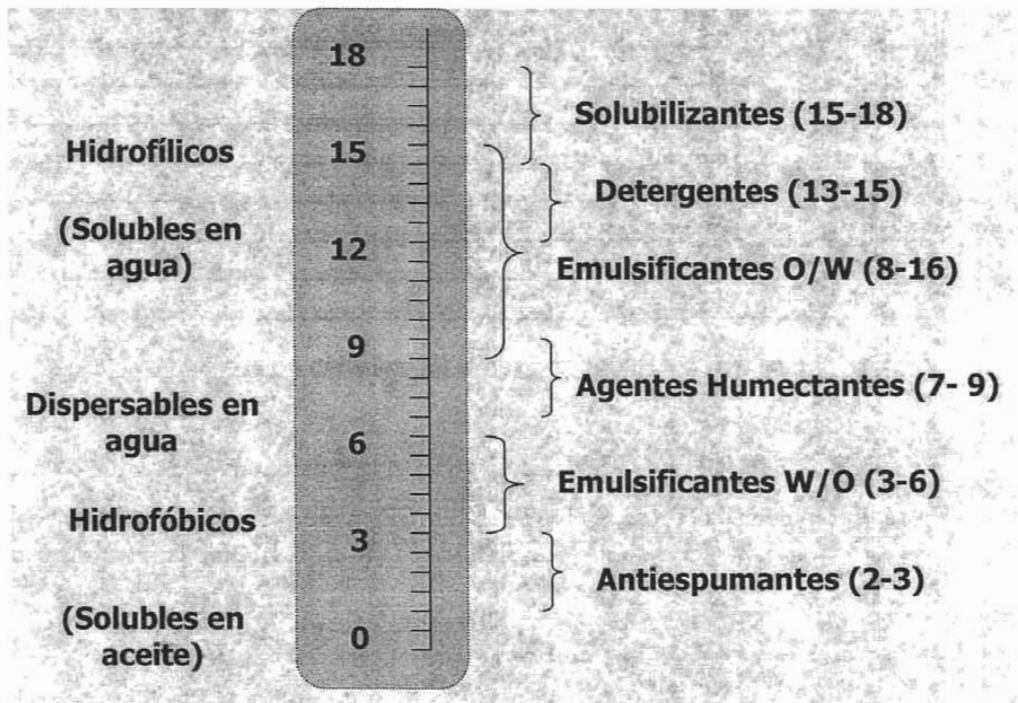 18
Solubilizantes (15-18)
Hidrofílicos
15
Detergentes (13-15)
(Solubles en
agua)
12
Emulsificantes O/W (8-16)
9
Agentes Humectantes (7- 9)
Dispersables en
agua
6
Emulsificantes W/O (3-6)
Hidrofóbicos
3
Antiespumantes (2-3)
(Solubles en
aceite)
0